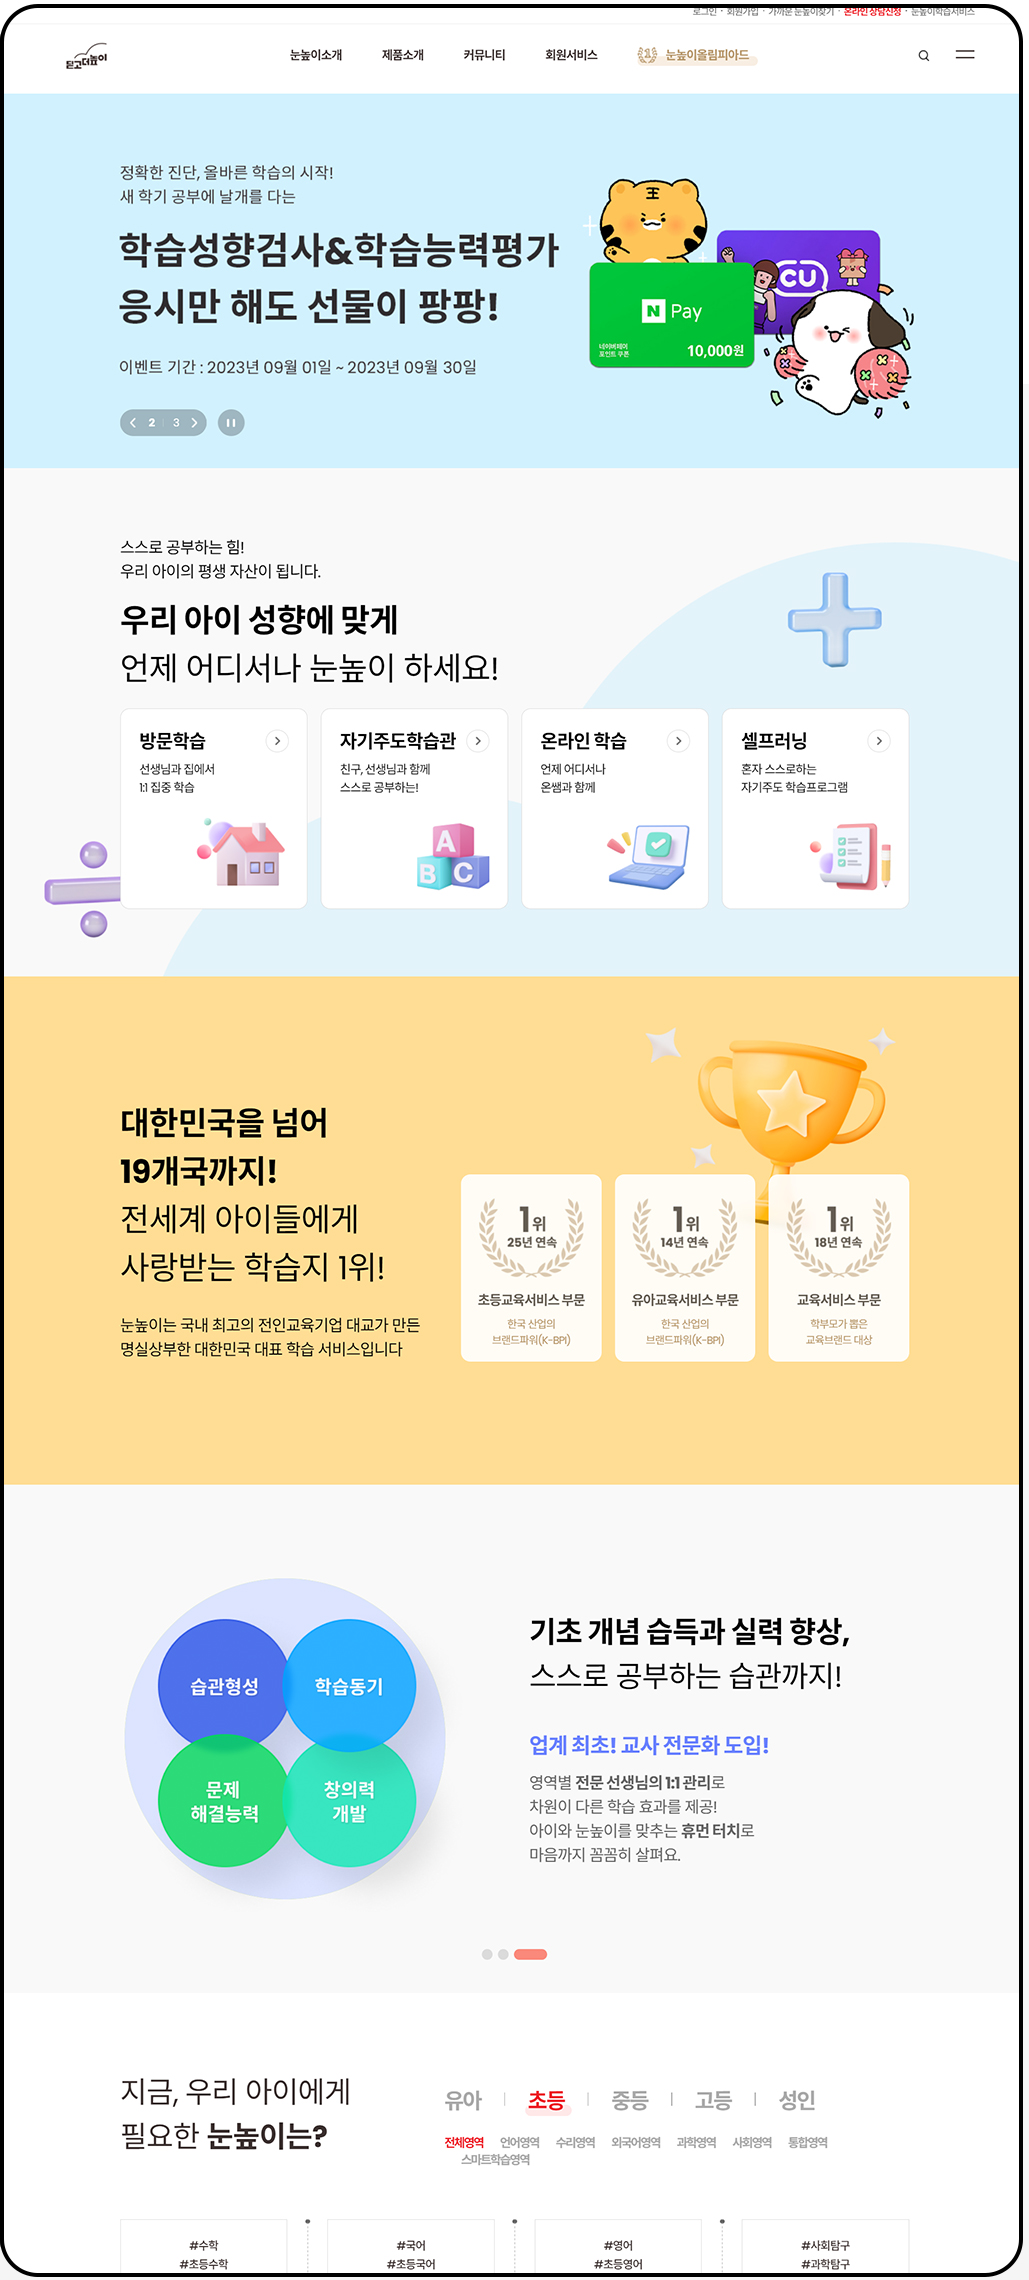 로그인 · 회원가입 · 가까운 눈높이찾기 · 온라인 상담신청 · 눈높이학습서비스
듣고더높이
눈높이소개
제품소개
커뮤니티
회원서비스
눈높이올림피아드
정확한 진단, 올바른 학습의 시작!
새 학기 공부에 날개를 다는
학습성향검사&학습능력평가
응시만 해도 선물이 팡팡!
이벤트 기간 : 2023년 09월 01일 ~ 2023년 09월 30일
2 | 3
王
CU
N Pay
네이버페이
포인트 쿠폰
10,000원
스스로 공부하는 힘!
우리 아이의 평생 자산이 됩니다.
우리 아이 성향에 맞게
언제 어디서나 눈높이 하세요!
방문학습
선생님과 집에서
1:1 집중 학습
자기주도학습관
친구, 선생님과 함께
스스로 공부하는!
A
B
C
온라인 학습
언제 어디서나
온쌤과 함께
셀프러닝
혼자 스스로하는
자기주도 학습프로그램
대한민국을 넘어
19개국까지!
전세계 아이들에게
사랑받는 학습지 1위!
눈높이는 국내 최고의 전인교육기업 대교가 만든
명실상부한 대한민국 대표 학습 서비스입니다
1위
25년 연속
초등교육서비스 부문
한국 산업의
브랜드파워(K-BPI)
1위
14년 연속
유아교육서비스 부문
한국 산업의
브랜드파워(K-BPI)
1위
18년 연속
교육서비스 부문
학부모가 뽑은
교육브랜드 대상
습관형성
학습동기
문제
해결능력
창의력
개발
기초 개념 습득과 실력 향상,
스스로 공부하는 습관까지!
업계 최초! 교사 전문화 도입!
영역별 전문 선생님의 1:1 관리로
차원이 다른 학습 효과를 제공!
아이와 눈높이를 맞추는 휴먼 터치로
마음까지 꼼꼼히 살펴요.
지금, 우리 아이에게
필요한 눈높이는?
유아 | 초등 | 중등 | 고등 | 성인
전체영역 언어영역 수리영역 외국어영역 과학영역 사회영역 통합영역
스마트학습영역
#수학
#초등수학
#국어
#초등국어
#영어
#초등영어
#사회탐구
#과학탐구